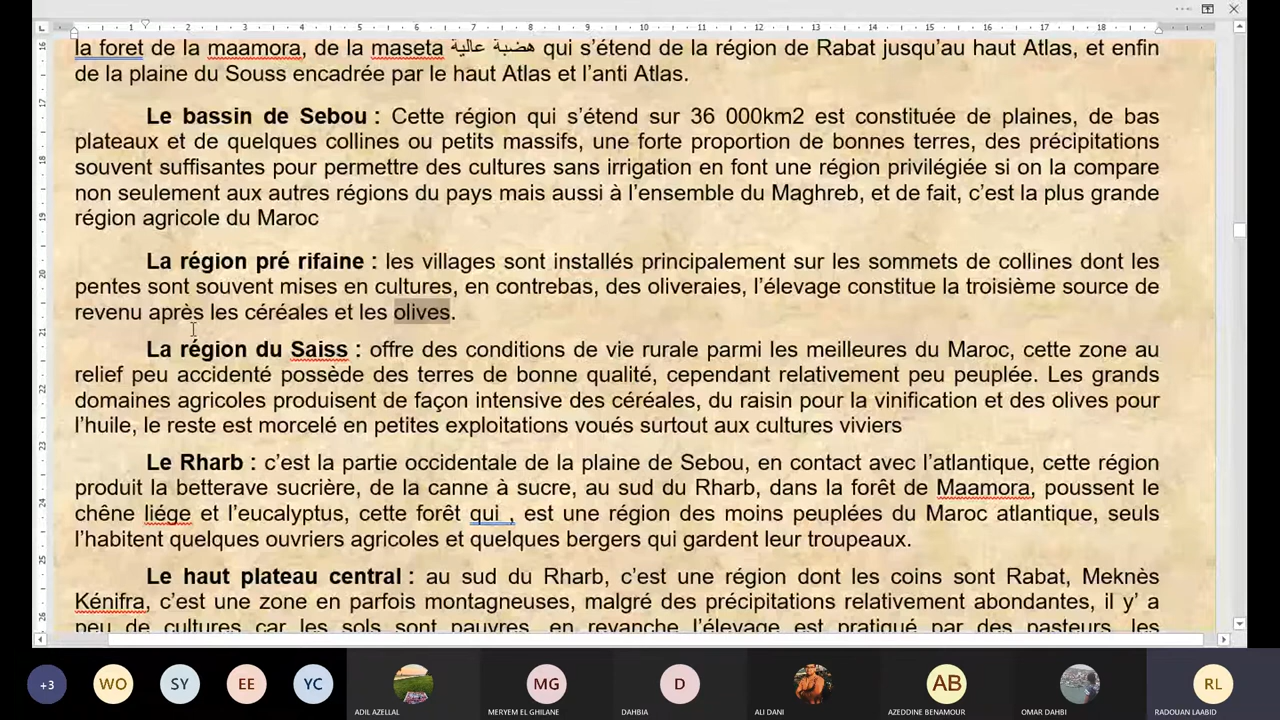 la foret de la maamora, de la maseta هضبة عالية qui s’étend de la région de Rabat jusqu’au haut Atlas, et enfin
de la plaine du Souss encadrée par le haut Atlas et l’anti Atlas.
Le bassin de Sebou : Cette région qui s’étend sur 36 000km2 est constituée de plaines, de bas
plateaux et de quelques collines ou petits massifs, une forte proportion de bonnes terres, des précipitations
souvent suffisantes pour permettre des cultures sans irrigation en font une région privilégiée si on la compare
non seulement aux autres régions du pays mais aussi à l’ensemble du Maghreb, et de fait, c’est la plus grande
région agricole du Maroc
La région pré rifaine : les villages sont installés principalement sur les sommets de collines dont les
pentes sont souvent mises en cultures, en contrebas, des oliveraies, l’élevage constitue la troisième source de
revenu après les céréales et les olives.
La région du Saiss : offre des conditions de vie rurale parmi les meilleures du Maroc, cette zone au
relief peu accidenté possède des terres de bonne qualité, cependant relativement peu peuplée. Les grands
domaines agricoles produisent de façon intensive des céréales, du raisin pour la vinification et des olives pour
l’huile, le reste est morcelé en petites exploitations voués surtout aux cultures viviers
Le Rharb : c’est la partie occidentale de la plaine de Sebou, en contact avec l’atlantique, cette région
produit la betterave sucrière, de la canne à sucre, au sud du Rharb, dans la forêt de Maamora, poussent le
chêne liége et l’eucalyptus, cette forêt qui , est une région des moins peuplées du Maroc atlantique, seuls
l’habitent quelques ouvriers agricoles et quelques bergers qui gardent leur troupeaux.
Le haut plateau central : au sud du Rharb, c’est une région dont les coins sont Rabat, Meknès
Kénifra, c’est une zone en parfois montagneuses, malgré des précipitations relativement abondantes, il y’ a
peu de cultures car les sols sont pauvres, en revanche l’élevage est pratiqué par des pasteurs, les
+3 WO SY EE YC MG D AB RL
ADIL AZELLAL MERYEM EL GHILANE DAHBIA ALI DANI AZEDDINE BENAMOUR OMAR DAHBI RADOUAN LAABID